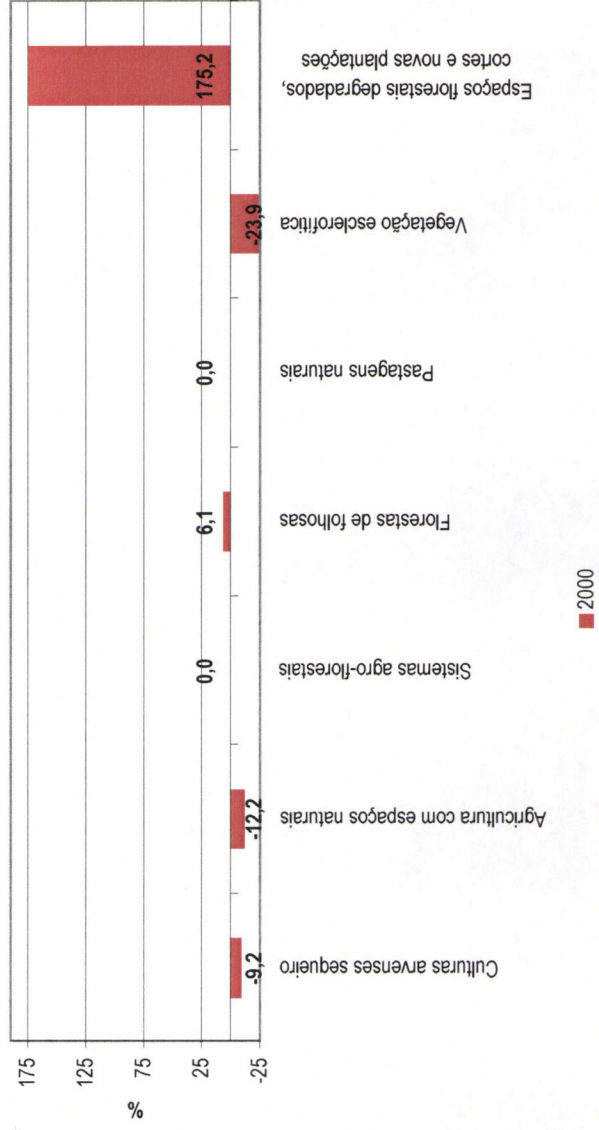 %
175
125
75
25
-25
-9,2
-12,2
0,0
6,1
0,0
-23,9
175,2
Culturas arvenses sequeiro
Agricultura com espaços naturais
Sistemas agro-florestais
Florestas de folhosas
Pastagens naturais
Vegetação esclerofítica
Espaços florestais degradados,
cortes e novas plantações
2000